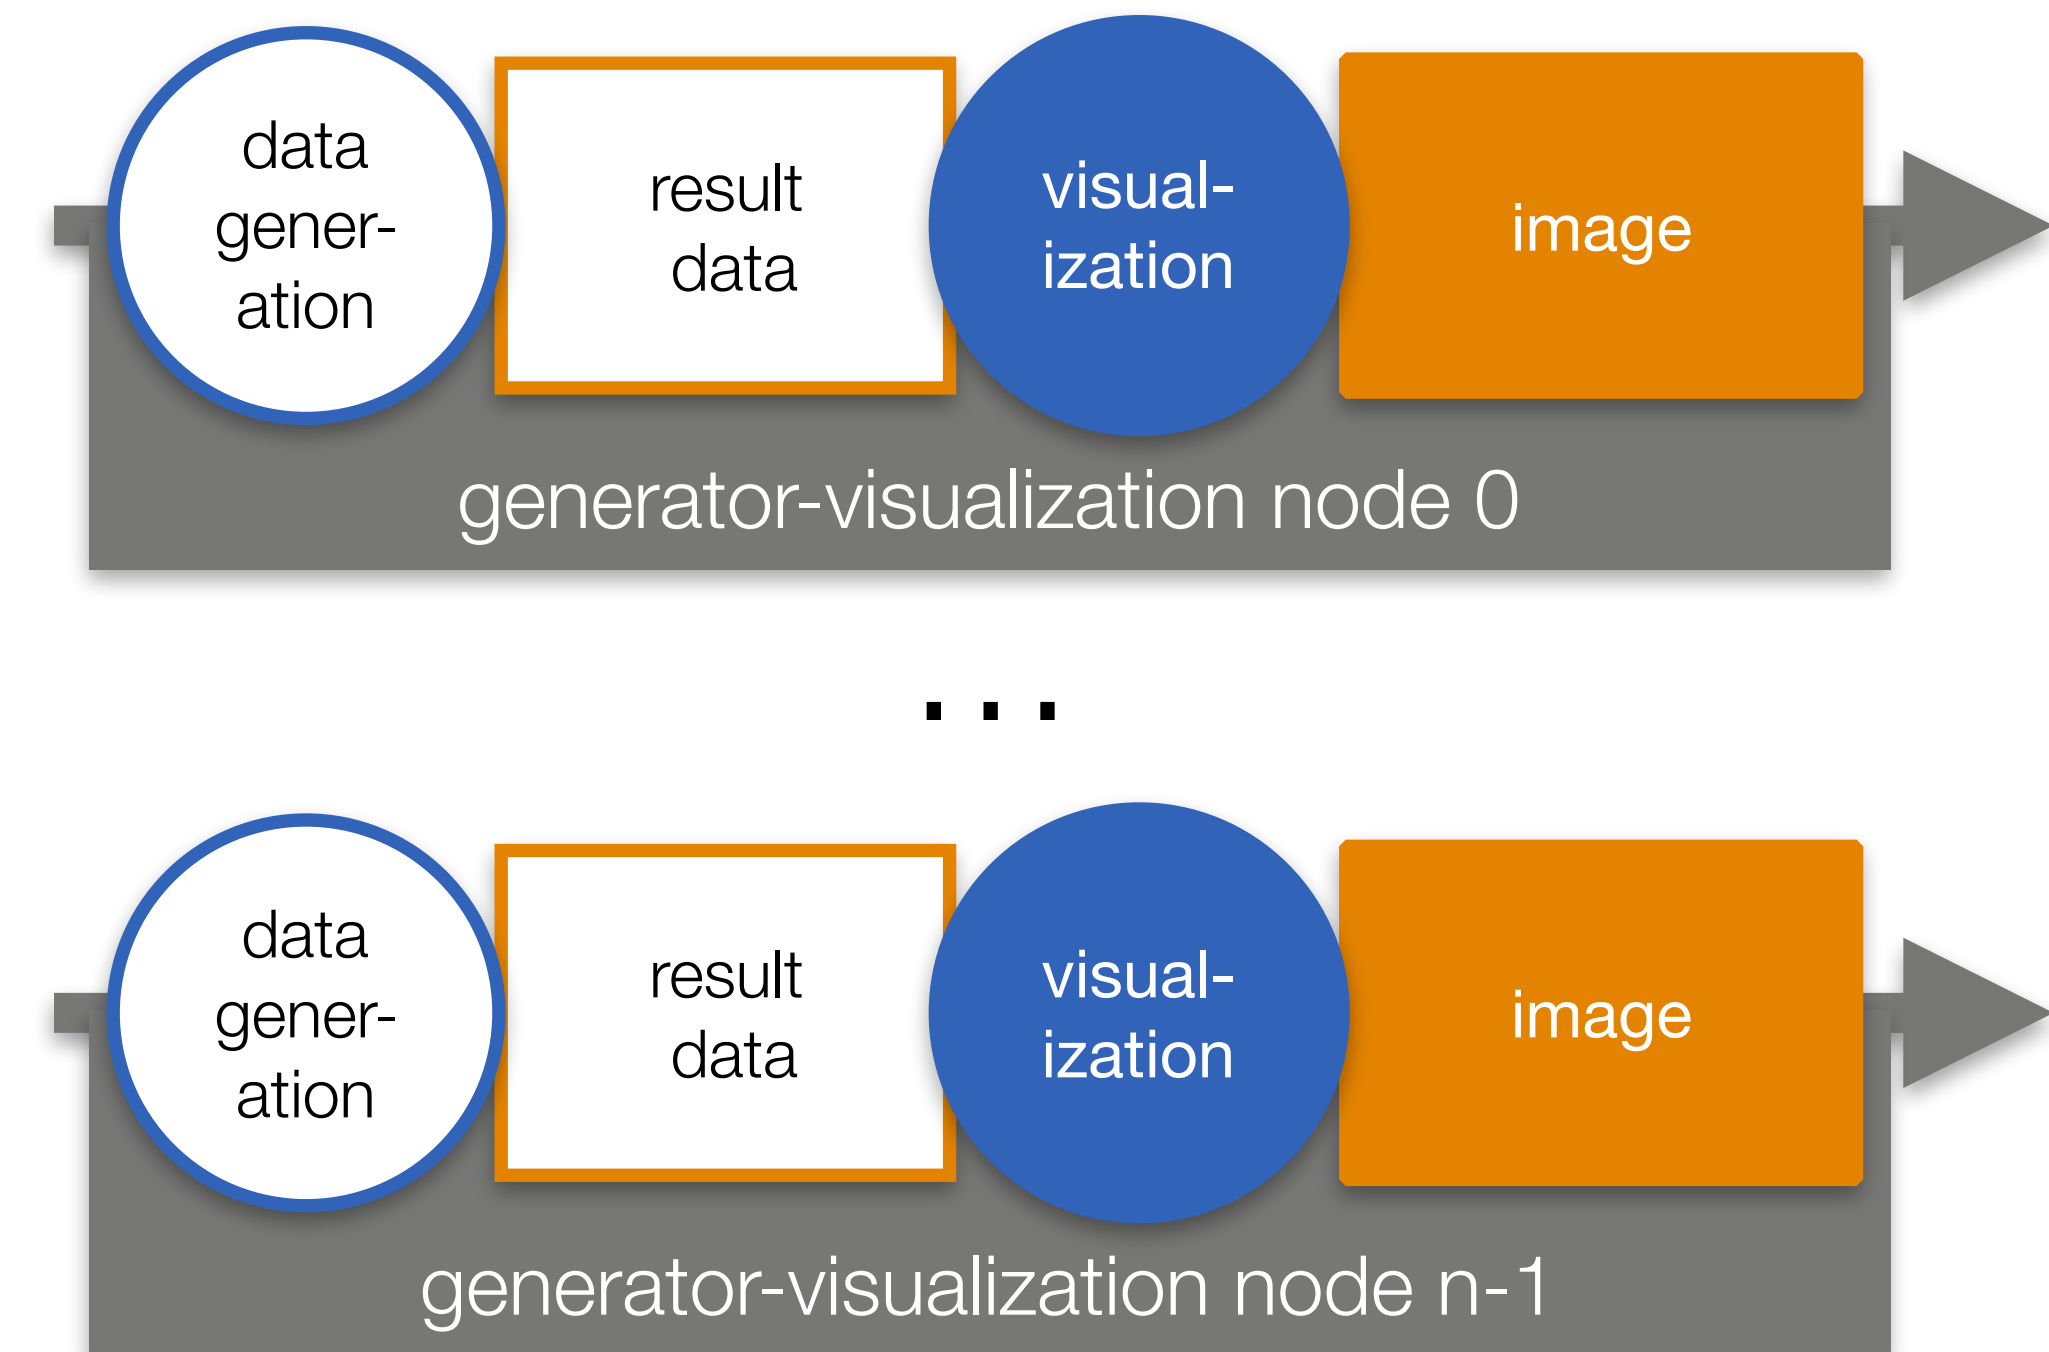 data
gener-
ation
result
data
visual-
ization
image
generator-visualization node 0
...
data
gener-
ation
result
data
visual-
ization
image
generator-visualization node n-1